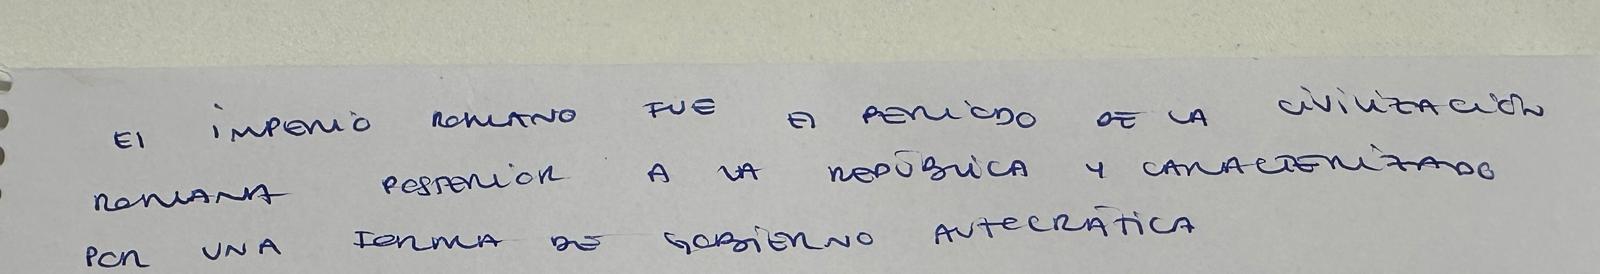 El imperio romano fue el periodo de la civilización
romana posterior a la república y caracterizado
por una forma de gobierno autocrática